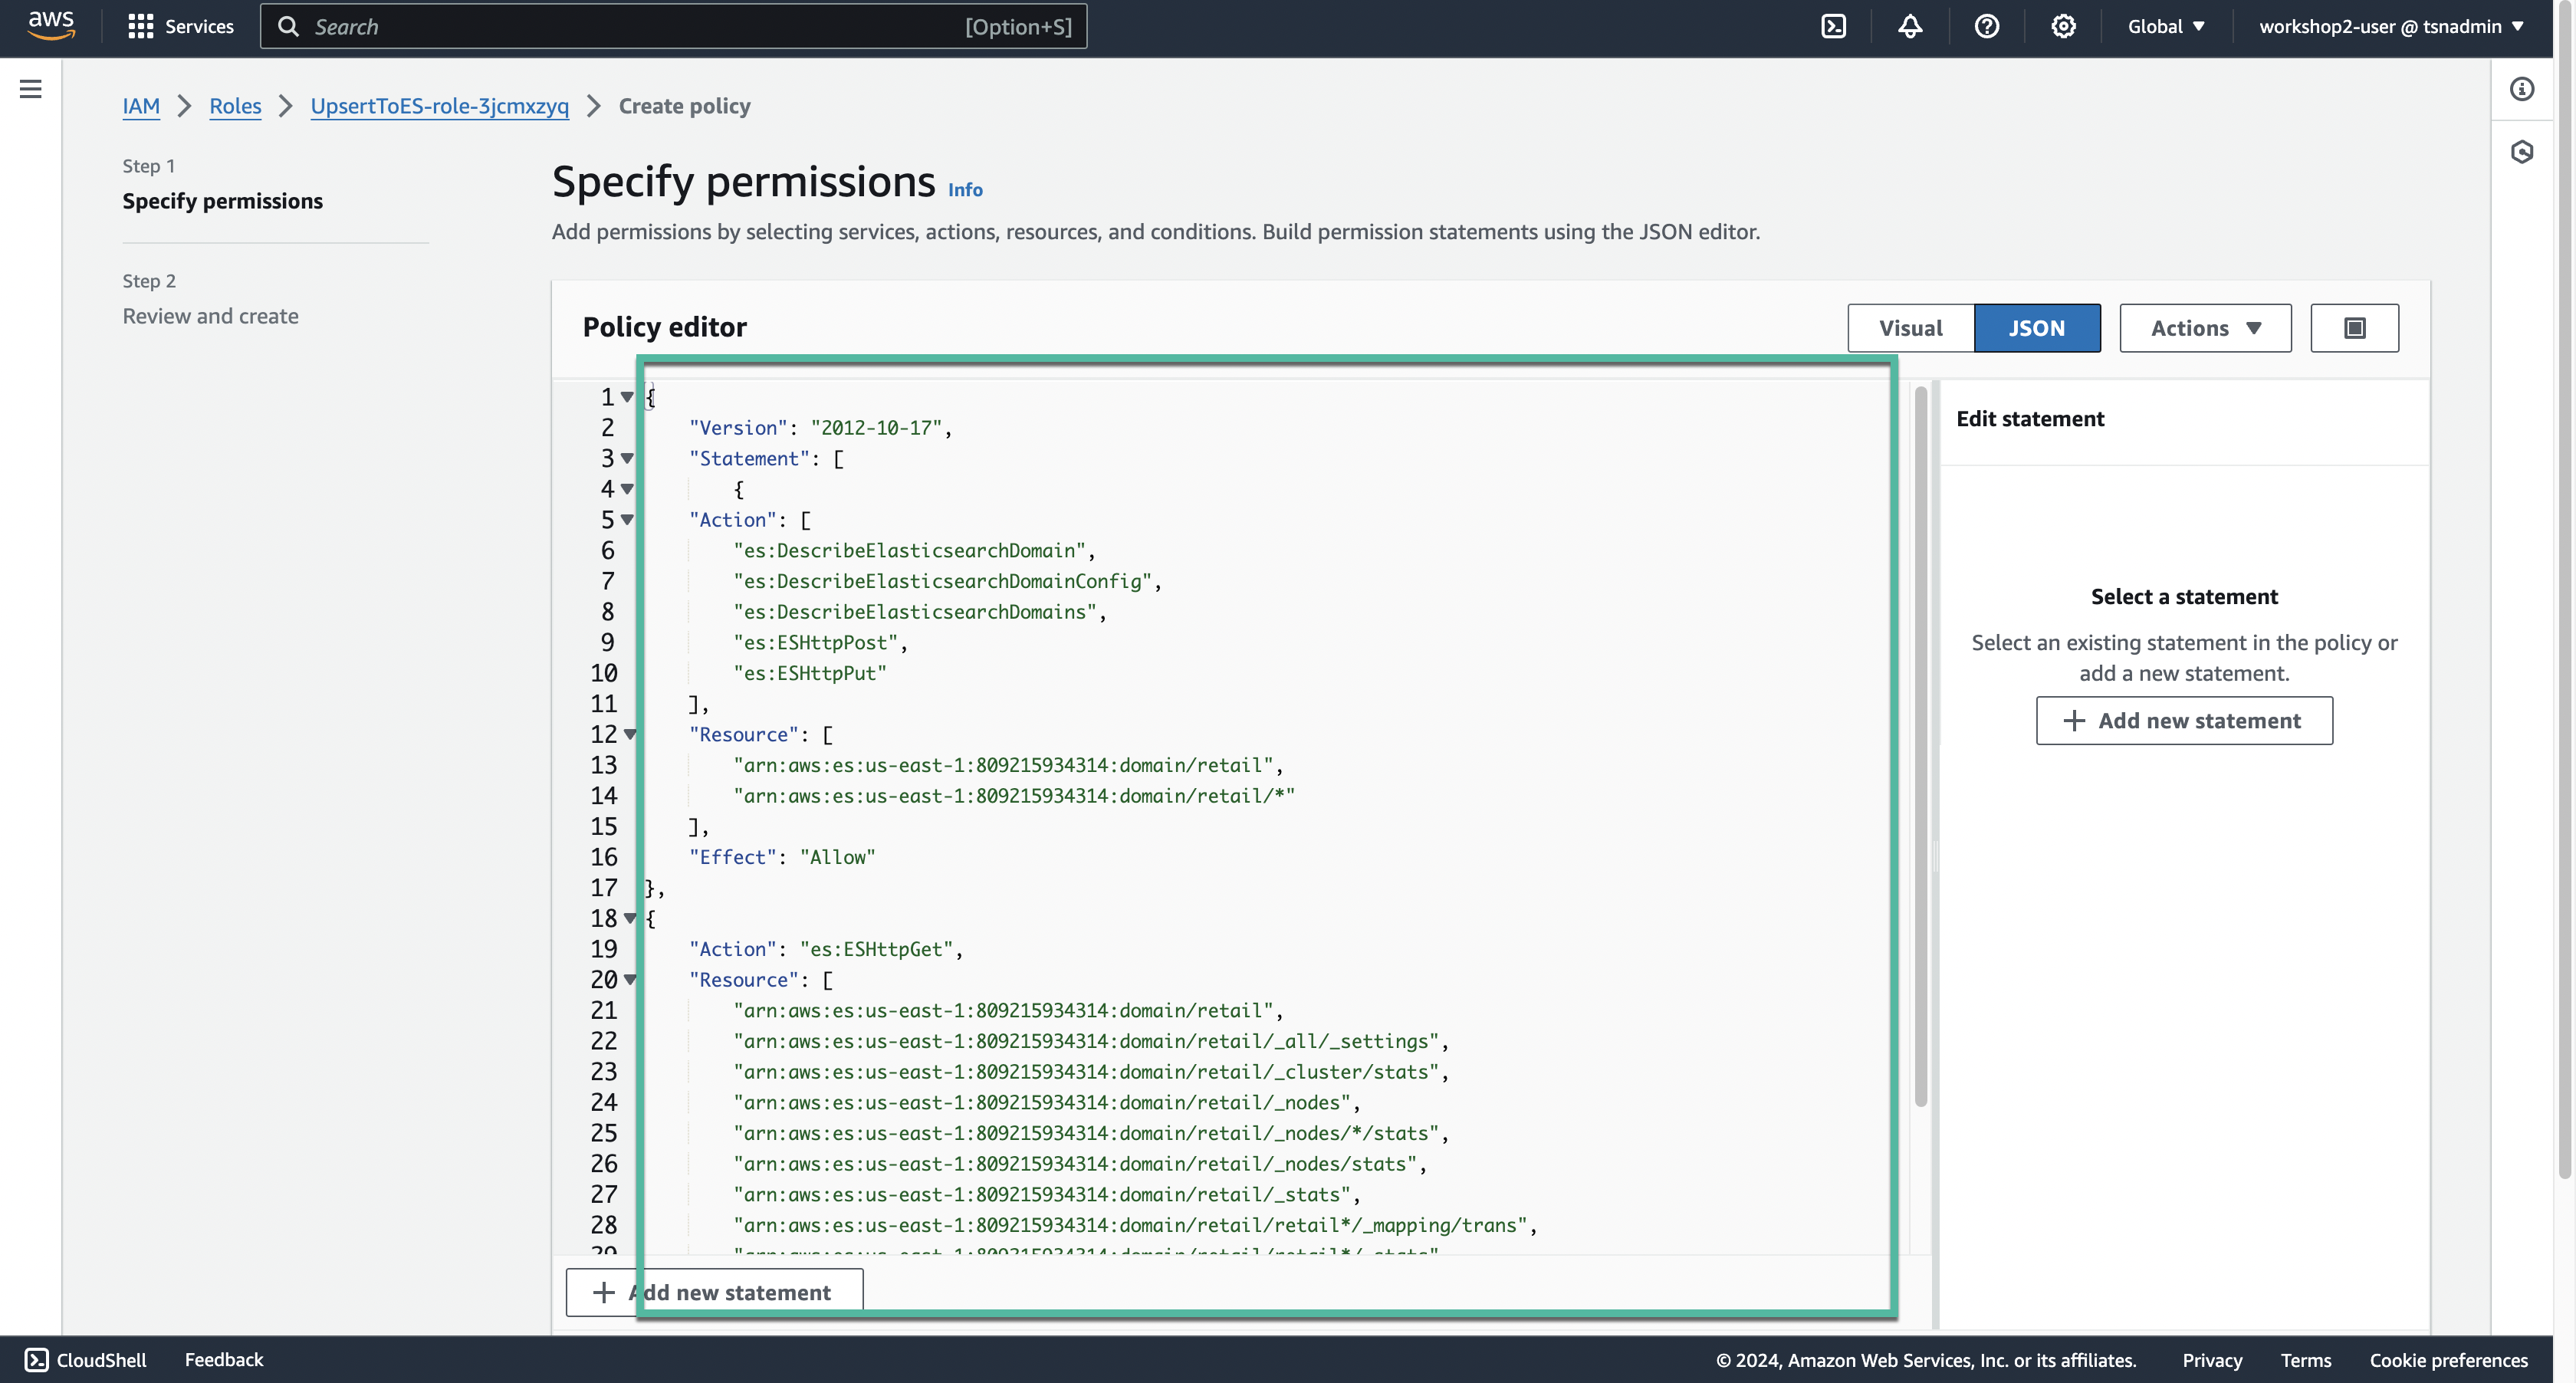 aws
Services
Search [Option+S]
Global
workshop2-user @ tsnadmin
IAM > Roles > UpsertToES-role-3jcmxzyq > Create policy
Step 1
Specify permissions
Step 2
Review and create
Specify permissions Info
Add permissions by selecting services, actions, resources, and conditions. Build permission statements using the JSON editor.
Policy editor
Visual
JSON
Actions
1 {
2 "Version": "2012-10-17",
3 "Statement": [
4 {
5 "Action": [
6 "es:DescribeElasticsearchDomain",
7 "es:DescribeElasticsearchDomainConfig",
8 "es:DescribeElasticsearchDomains",
9 "es:ESHttpPost",
10 "es:ESHttpPut"
11 ],
12 "Resource": [
13 "arn:aws:es:us-east-1:809215934314:domain/retail",
14 "arn:aws:es:us-east-1:809215934314:domain/retail/*"
15 ],
16 "Effect": "Allow"
17 },
18 {
19 "Action": "es:ESHttpGet",
20 "Resource": [
21 "arn:aws:es:us-east-1:809215934314:domain/retail",
22 "arn:aws:es:us-east-1:809215934314:domain/retail/_all/_settings",
23 "arn:aws:es:us-east-1:809215934314:domain/retail/_cluster/stats",
24 "arn:aws:es:us-east-1:809215934314:domain/retail/_nodes",
25 "arn:aws:es:us-east-1:809215934314:domain/retail/_nodes/*/stats",
26 "arn:aws:es:us-east-1:809215934314:domain/retail/_nodes/stats",
27 "arn:aws:es:us-east-1:809215934314:domain/retail/_stats",
28 "arn:aws:es:us-east-1:809215934314:domain/retail/retail*/_mapping/trans",
+ Add new statement
Edit statement
Select a statement
Select an existing statement in the policy or
add a new statement.
+ Add new statement
CloudShell
Feedback
© 2024, Amazon Web Services, Inc. or its affiliates.
Privacy
Terms
Cookie preferences